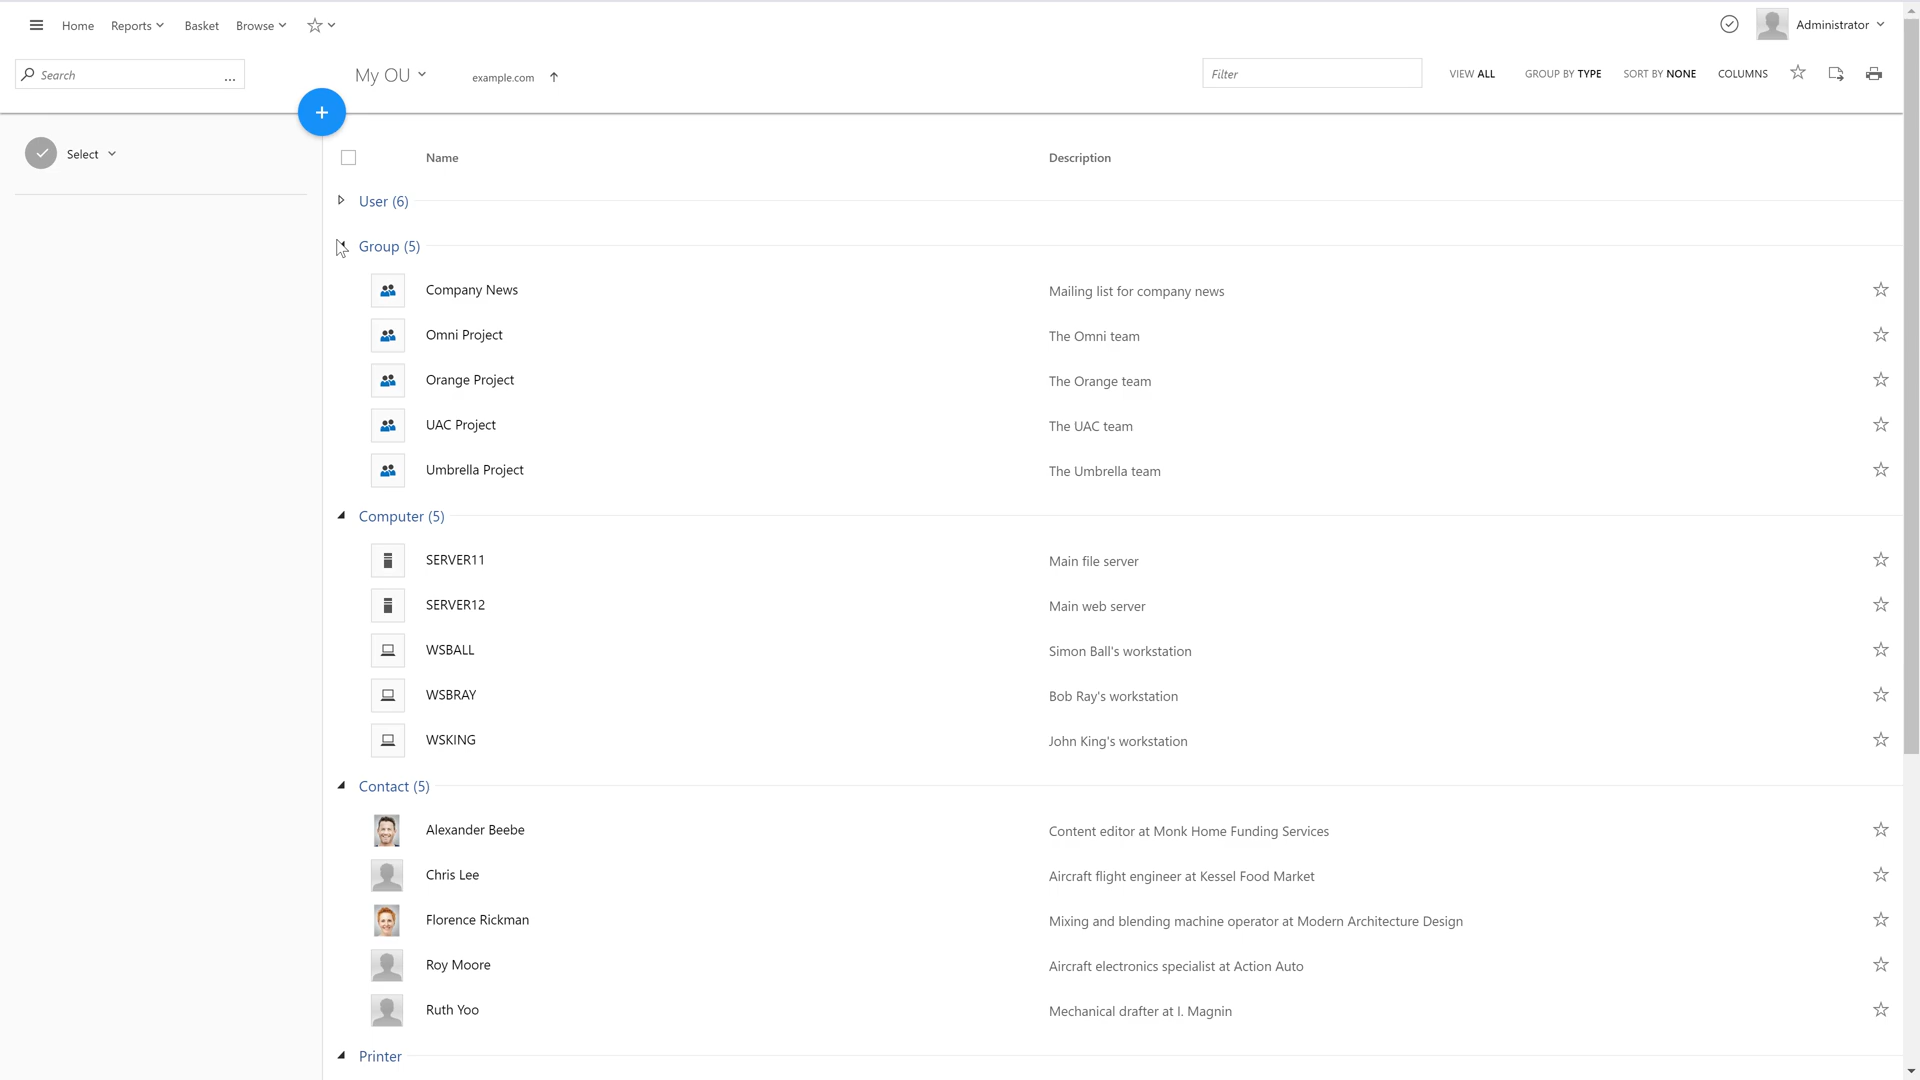 Home Reports Basket Browse Administrator
Search ... My OU example.com Filter VIEW ALL GROUP BY TYPE SORT BY NONE COLUMNS
Select
Name Description
User (6)
Group (5)
Company News Mailing list for company news
Omni Project The Omni team
Orange Project The Orange team
UAC Project The UAC team
Umbrella Project The Umbrella team
Computer (5)
SERVER11 Main file server
SERVER12 Main web server
WSBALL Simon Ball's workstation
WSBRAY Bob Ray's workstation
WSKING John King's workstation
Contact (5)
Alexander Beebe Content editor at Monk Home Funding Services
Chris Lee Aircraft flight engineer at Kessel Food Market
Florence Rickman Mixing and blending machine operator at Modern Architecture Design
Roy Moore Aircraft electronics specialist at Action Auto
Ruth Yoo Mechanical drafter at I. Magnin
Printer